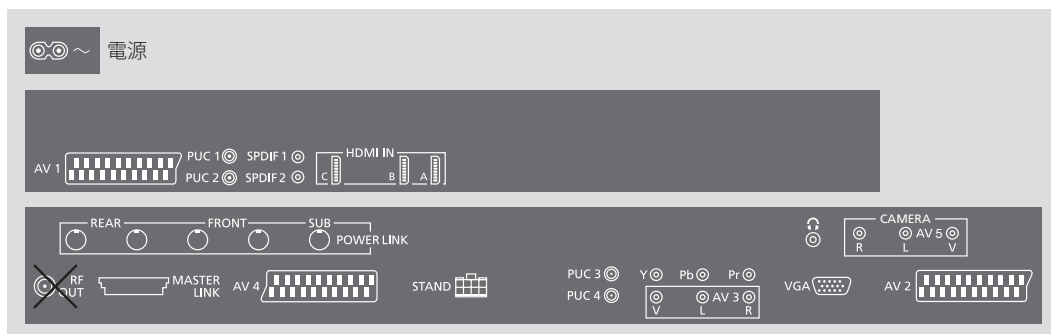 ～ 電源
AV 1
PUC 1 SPDIF 1
PUC 2 SPDIF 2
HDMI IN
C B A
REAR FRONT SUB
POWER LINK
CAMERA
R L AV 5 V
RF OUT
MASTER LINK
AV 4
STAND
PUC 3
PUC 4
Y Pb Pr
AV 3
V L R
VGA
AV 2